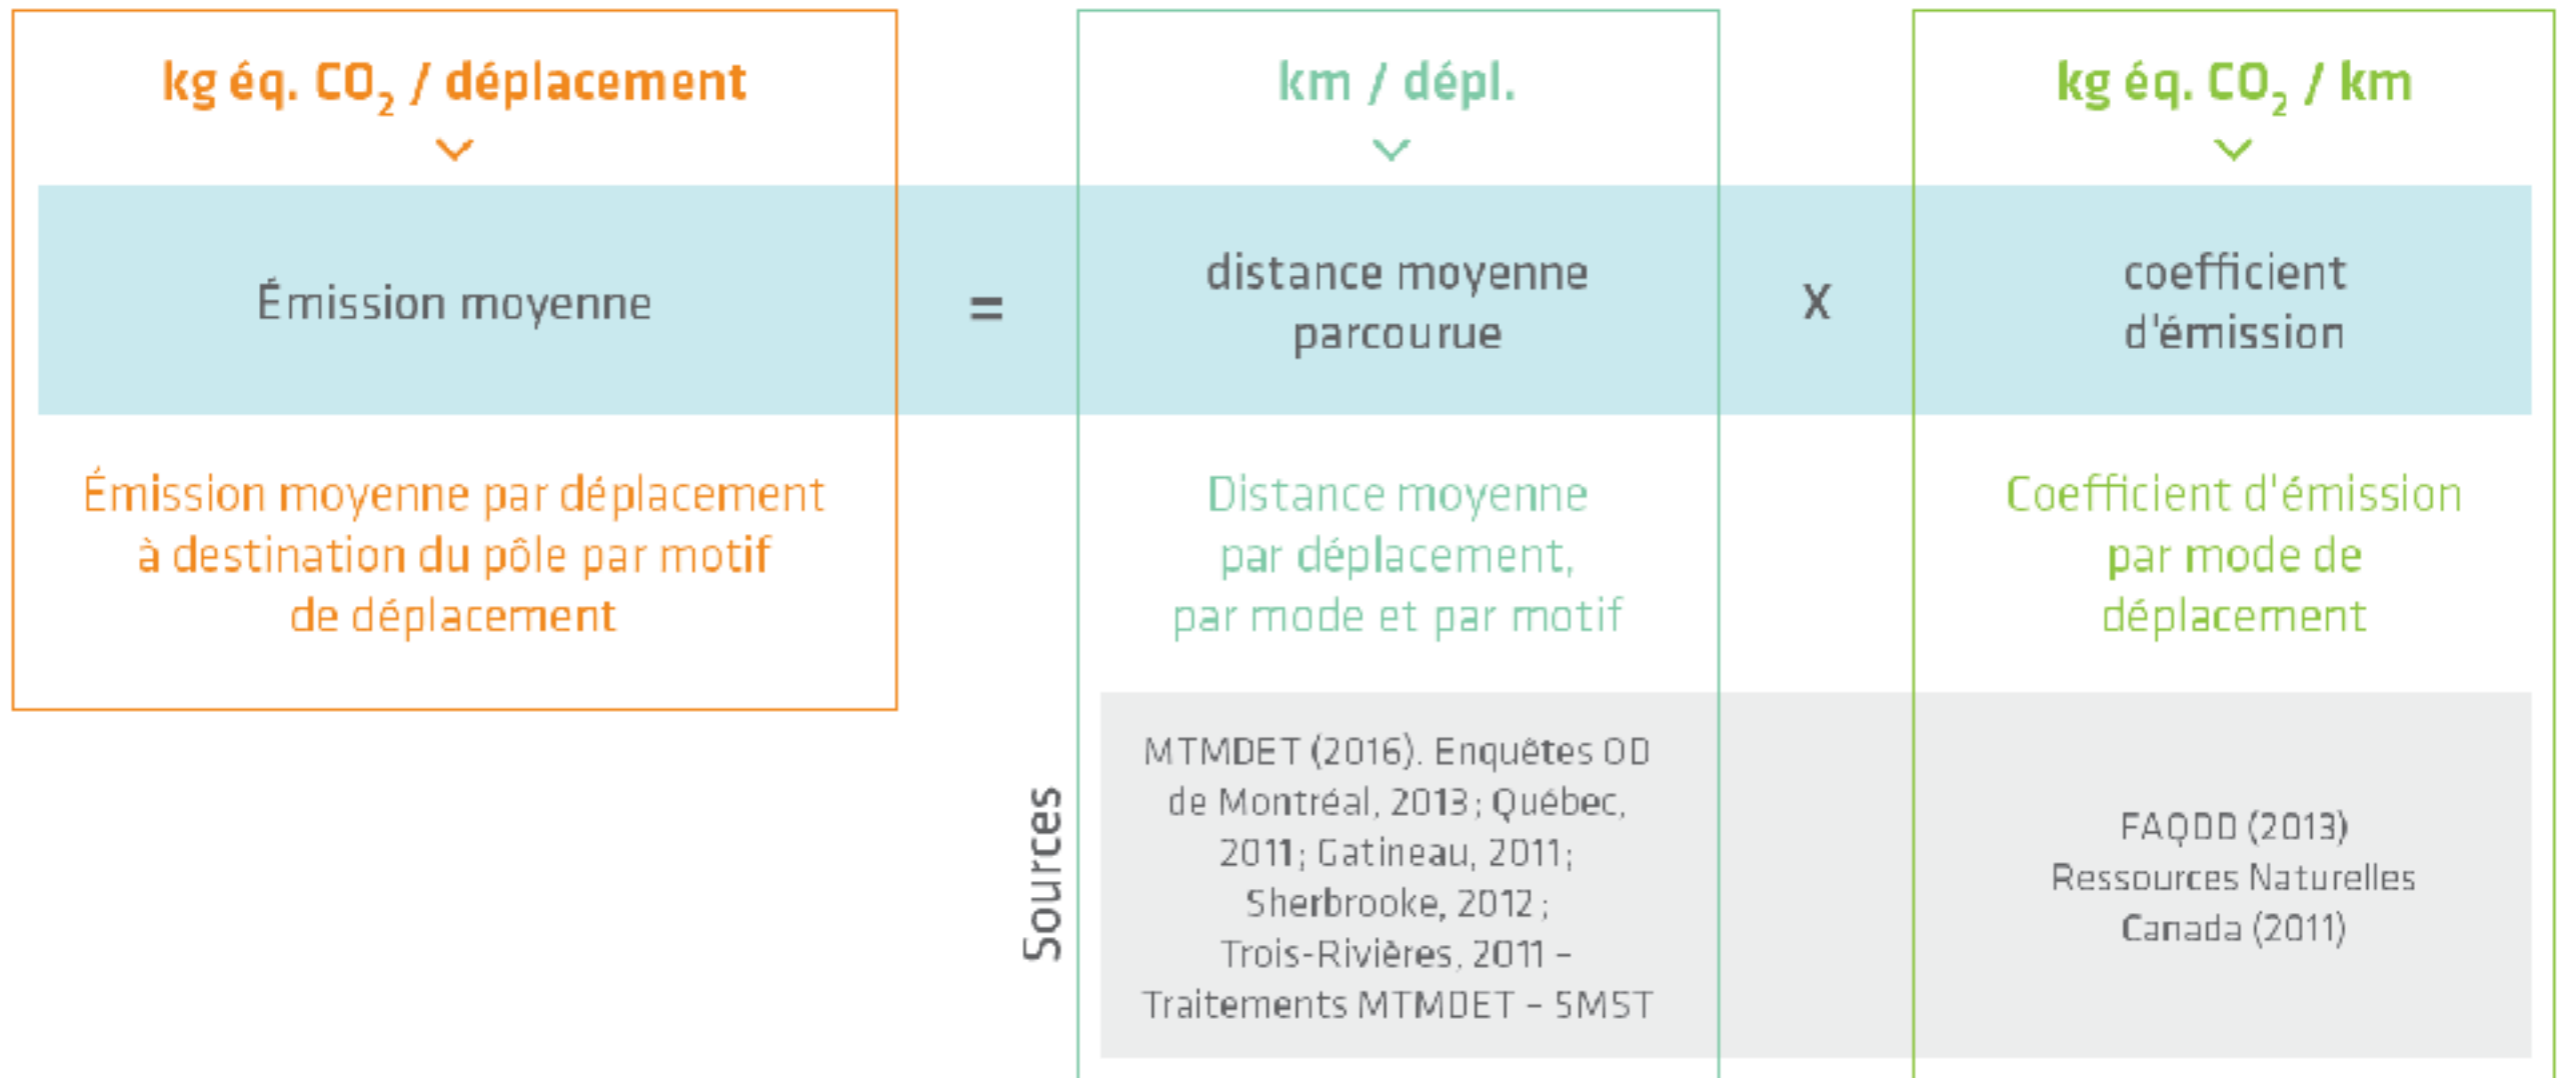 kg éq. CO₂ / déplacement
Émission moyenne
Émission moyenne par déplacement
à destination du pôle par motif
de déplacement
=
km / dépl.
distance moyenne
parcourue
Distance moyenne
par déplacement,
par mode et par motif
x
kg éq. CO₂ / km
coefficient
d'émission
Coefficient d'émission
par mode de
déplacement
Sources
MTMDET (2016). Enquêtes OD
de Montréal, 2013 ; Québec,
2011 ; Gatineau, 2011 ;
Sherbrooke, 2012 ;
Trois-Rivières, 2011 –
Traitements MTMDET – SMST
FAQDD (2013)
Ressources Naturelles
Canada (2011)